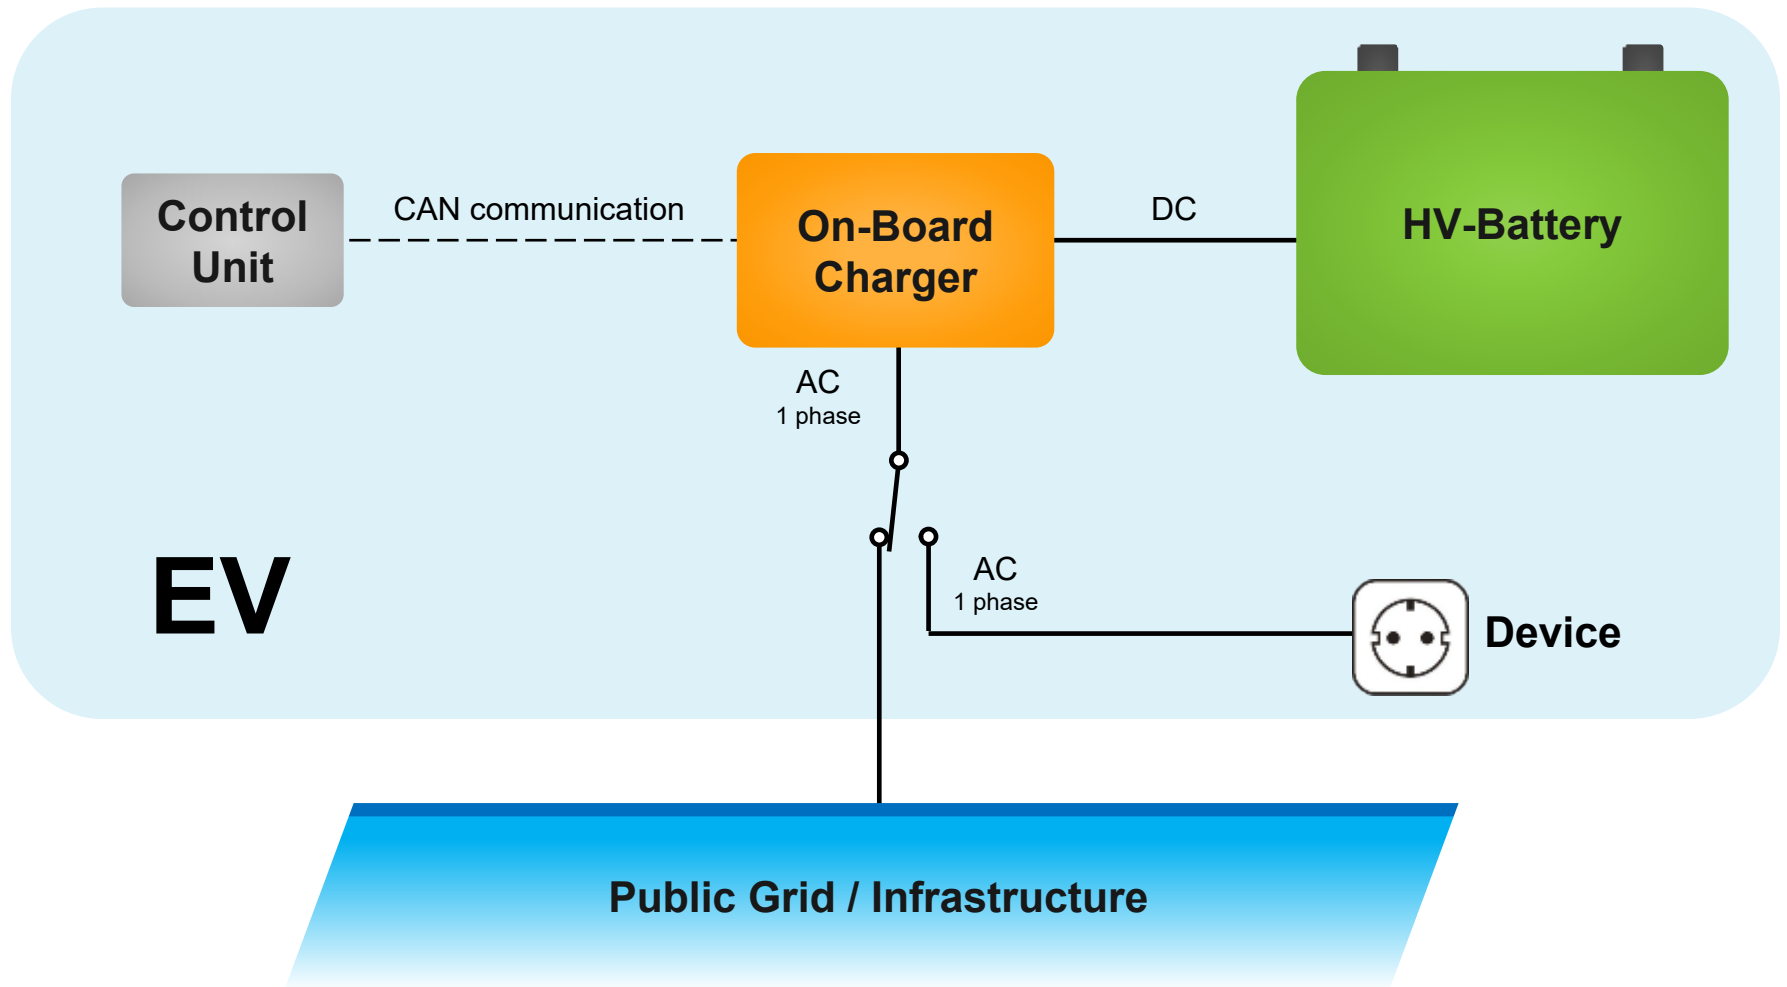 Control
Unit
CAN communication
On-Board
Charger
DC
HV-Battery
AC
1 phase
EV
AC
1 phase
Device
Public Grid / Infrastructure